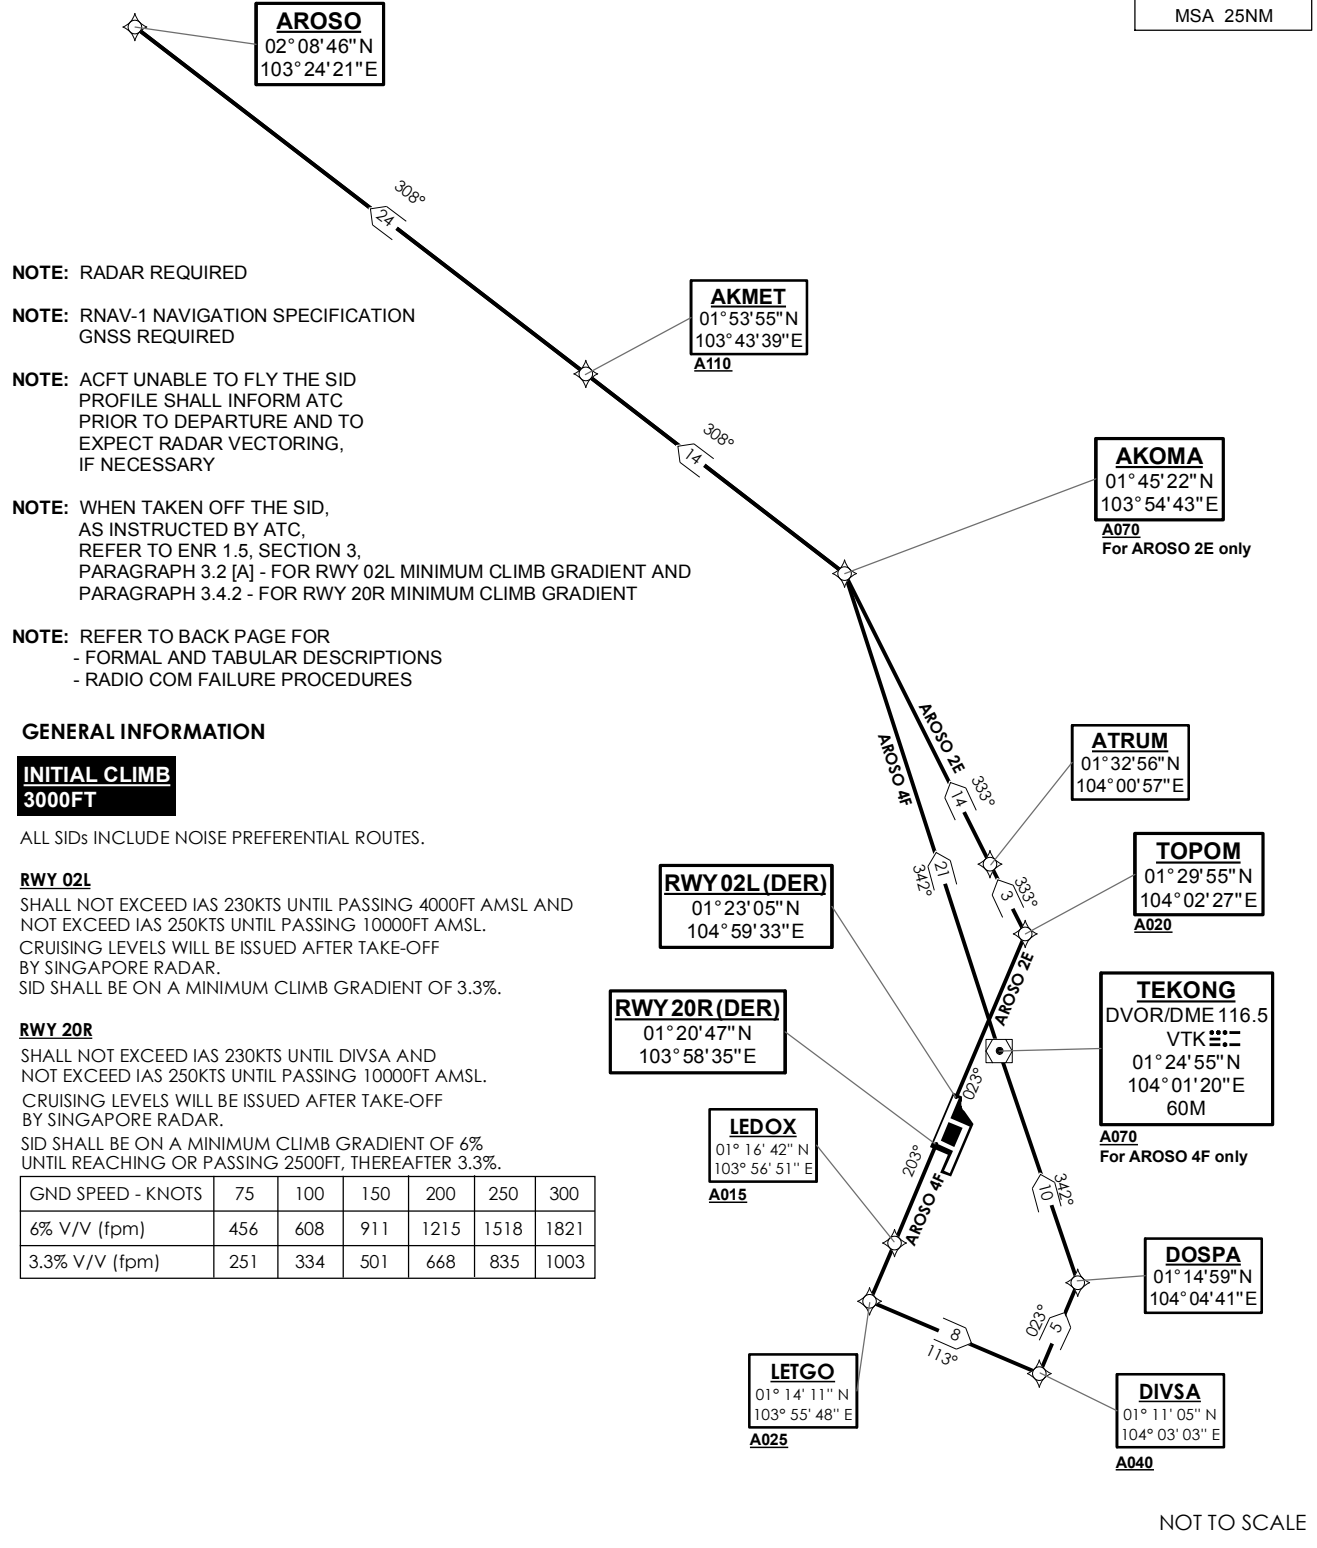 MSA 25NM
AROSO
02°08'46"N
103°24'21"E
308°
24
NOTE: RADAR REQUIRED
NOTE: RNAV-1 NAVIGATION SPECIFICATION
GNSS REQUIRED
NOTE: ACFT UNABLE TO FLY THE SID
PROFILE SHALL INFORM ATC
PRIOR TO DEPARTURE AND TO
EXPECT RADAR VECTORING,
IF NECESSARY
NOTE: WHEN TAKEN OFF THE SID,
AS INSTRUCTED BY ATC,
REFER TO ENR 1.5, SECTION 3,
PARAGRAPH 3.2 [A] - FOR RWY 02L MINIMUM CLIMB GRADIENT AND
PARAGRAPH 3.4.2 - FOR RWY 20R MINIMUM CLIMB GRADIENT
NOTE: REFER TO BACK PAGE FOR
- FORMAL AND TABULAR DESCRIPTIONS
- RADIO COM FAILURE PROCEDURES
AKMET
01°53'55"N
103°43'39"E
A110
308°
14
AKOMA
01°45'22"N
103°54'43"E
A070
For AROSO 2E only
GENERAL INFORMATION
INITIAL CLIMB
3000FT
ALL SIDs INCLUDE NOISE PREFERENTIAL ROUTES.
RWY 02L
SHALL NOT EXCEED IAS 230KTS UNTIL PASSING 4000FT AMSL AND
NOT EXCEED IAS 250KTS UNTIL PASSING 10000FT AMSL.
CRUISING LEVELS WILL BE ISSUED AFTER TAKE-OFF
BY SINGAPORE RADAR.
SID SHALL BE ON A MINIMUM CLIMB GRADIENT OF 3.3%.
RWY 20R
SHALL NOT EXCEED IAS 230KTS UNTIL DIVSA AND
NOT EXCEED IAS 250KTS UNTIL PASSING 10000FT AMSL.
CRUISING LEVELS WILL BE ISSUED AFTER TAKE-OFF
BY SINGAPORE RADAR.
SID SHALL BE ON A MINIMUM CLIMB GRADIENT OF 6%
UNTIL REACHING OR PASSING 2500FT, THEREAFTER 3.3%.
GND SPEED - KNOTS 75 100 150 200 250 300
6% V/V (fpm) 456 608 911 1215 1518 1821
3.3% V/V (fpm) 251 334 501 668 835 1003
AROSO 2E
AROSO 4F
333°
14
ATRUM
01°32'56"N
104°00'57"E
21
342°
333°
3
TOPOM
01°29'55"N
104°02'27"E
A020
RWY 02L (DER)
01°23'05"N
104°59'33"E
AROSO 2E
RWY 20R (DER)
01°20'47"N
103°58'35"E
TEKONG
DVOR/DME 116.5
VTK
01°24'55"N
104°01'20"E
60M
A070
For AROSO 4F only
023°
LEDOX
01° 16' 42" N
103° 56' 51" E
A015
203°
AROSO 4F
342°
10
DOSPA
01°14'59"N
104°04'41"E
023°
5
8
113°
LETGO
01° 14' 11" N
103° 55' 48" E
A025
DIVSA
01° 11' 05" N
104° 03' 03" E
A040
NOT TO SCALE